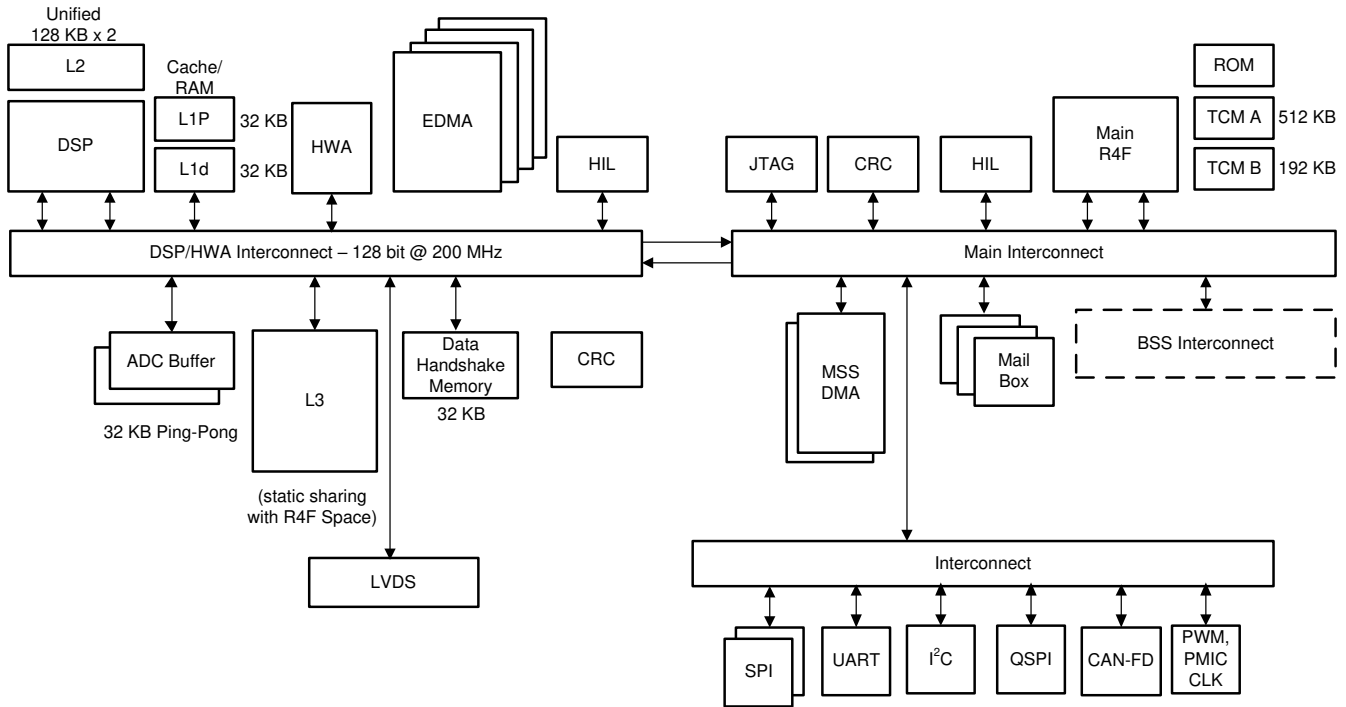 Unified
128 KB x 2
L2
Cache/
RAM
DSP
L1P
32 KB
L1d
32 KB
HWA
EDMA
HIL
JTAG
CRC
HIL
Main
R4F
ROM
TCM A
512 KB
TCM B
192 KB
DSP/HWA Interconnect – 128 bit @ 200 MHz
Main Interconnect
ADC Buffer
32 KB Ping-Pong
L3
(static sharing
with R4F Space)
Data
Handshake
Memory
32 KB
CRC
LVDS
MSS
DMA
Mail
Box
BSS Interconnect
Interconnect
SPI
UART
I²C
QSPI
CAN-FD
PWM,
PMIC
CLK